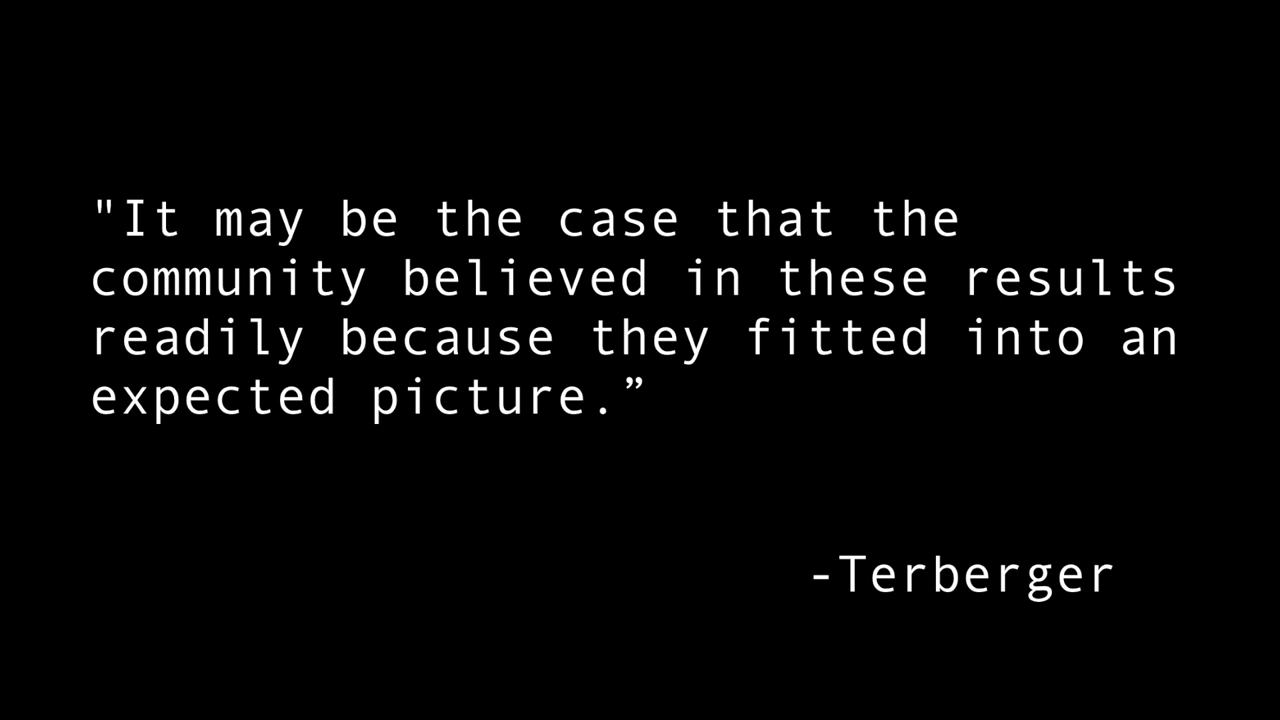 "It may be the case that the
community believed in these results
readily because they fitted into an
expected picture.”
-Terberger